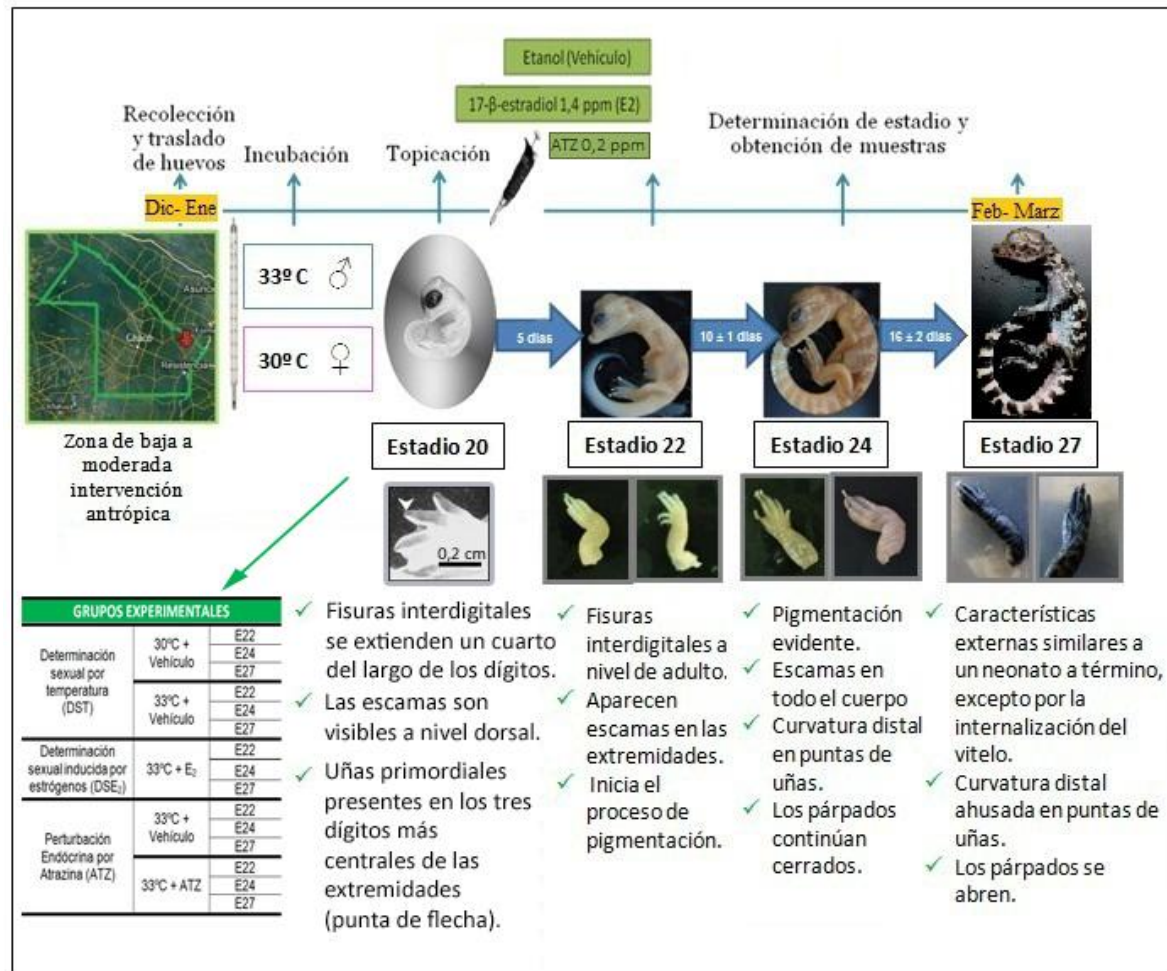 Etanol (Vehículo)
17-β-estradiol 1,4 ppm (E2)
ATZ 0,2 ppm
Recolección
y traslado
de huevos
Incubación
Topicación
Determinación de estadio y
obtención de muestras
Dic- Ene
Feb- Marz
33º C ♂
30º C ♀
Chaco
Resistencia
5 días
10 ± 1 días
16 ± 2 días
Zona de baja a
moderada
intervención
antrópica
Estadio 20
Estadio 22
Estadio 24
Estadio 27
0,2 cm
GRUPOS EXPERIMENTALES
Determinación
sexual por
temperatura
(DST)
30ºC +
Vehículo
E22
E24
E27
33ºC +
Vehículo
E22
E24
E27
Determinación
sexual inducida por
estrógenos (DSE₂)
33ºC + E₂
E22
E24
E27
Perturbación
Endócrina por
Atrazina (ATZ)
33ºC +
Vehículo
E22
E24
E27
33ºC + ATZ
E22
E24
E27
✓ Fisuras interdigitales
se extienden un cuarto
del largo de los dígitos.
✓ Las escamas son
visibles a nivel dorsal.
✓ Uñas primordiales
presentes en los tres
dígitos más
centrales de las
extremidades
(punta de flecha).
✓ Fisuras
interdigitales a
nivel de adulto.
✓ Aparecen
escamas en las
extremidades.
✓ Inicia el
proceso de
pigmentación.
✓ Pigmentación
evidente.
✓ Escamas en
todo el cuerpo
✓ Curvatura distal
en puntas de
uñas.
✓ Los párpados
continúan
cerrados.
✓ Características
externas similares a
un neonato a término,
excepto por la
internalización del
vitelo.
✓ Curvatura distal
ahusada en puntas de
uñas.
✓ Los párpados se
abren.